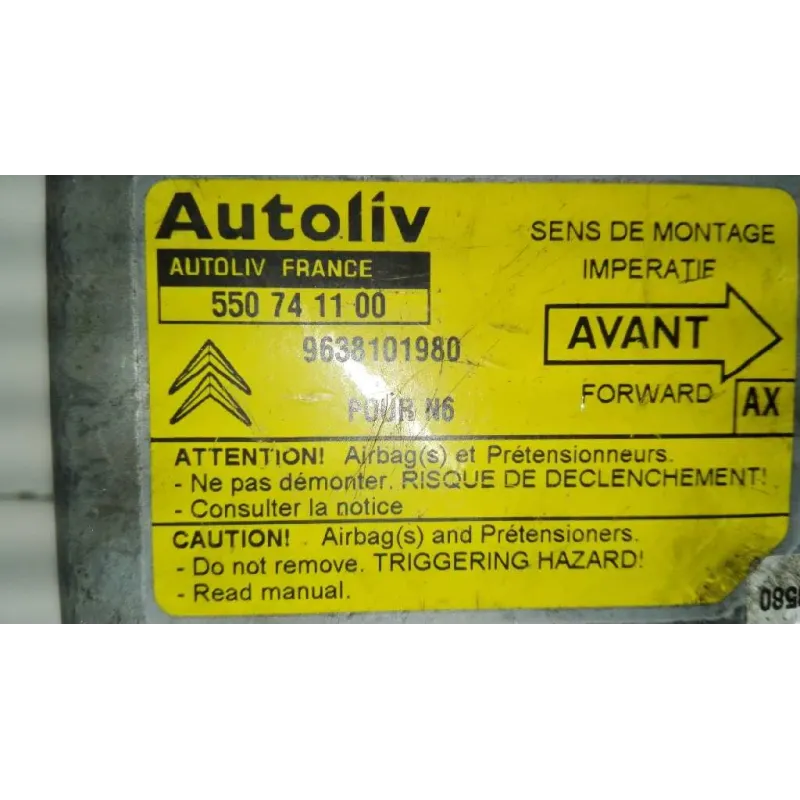 Autoliv
AUTOLIV FRANCE
550 74 11 00
9638101980
POUR N6
SENS DE MONTAGE
IMPERATIF
AVANT
FORWARD
AX
ATTENTION! Airbag(s) et Prétensionneurs.
- Ne pas démonter. RISQUE DE DECLENCHEMENT!
- Consulter la notice
CAUTION! Airbag(s) and Prétensioners.
- Do not remove. TRIGGERING HAZARD!
- Read manual.